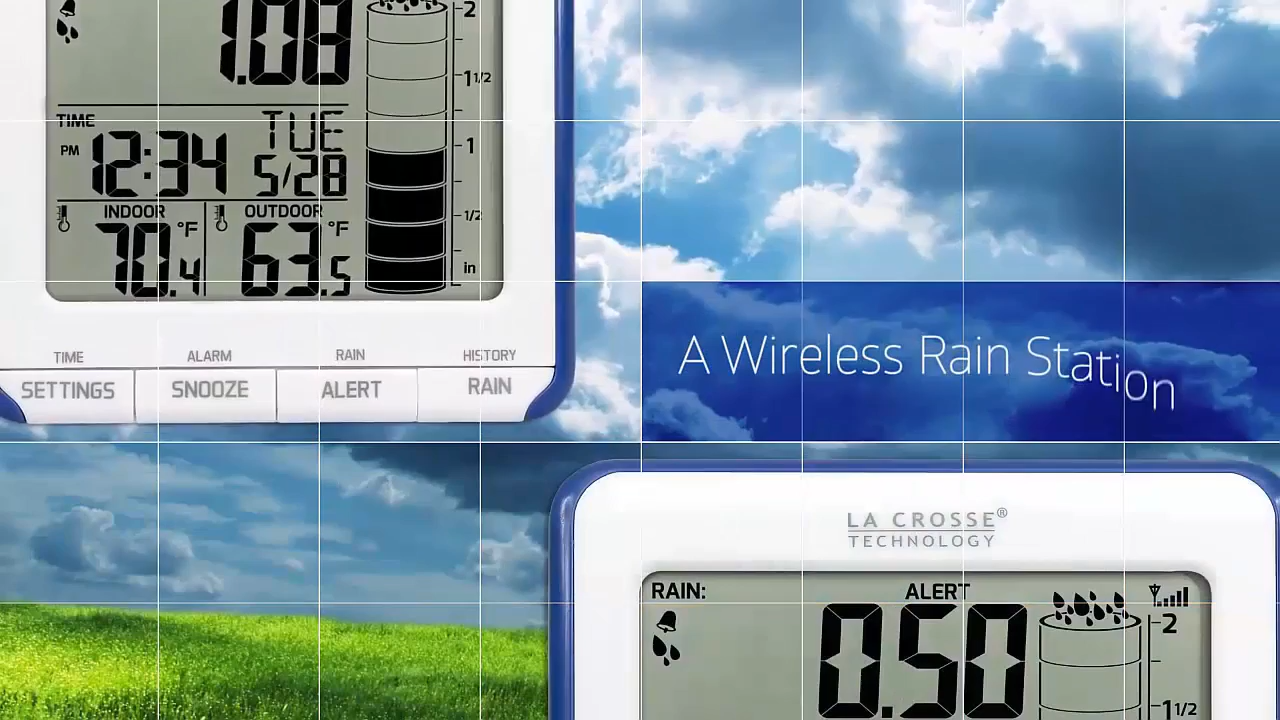 1.08
2
1 1/2
1
1/2
in
TIME
PM 12:34
TUE
5/28
INDOOR
70.4 °F
OUTDOOR
63.5 °F
TIME
SETTINGS
ALARM
SNOOZE
RAIN
ALERT
HISTORY
RAIN
A Wireless Rain Station
LA CROSSE®
TECHNOLOGY
RAIN:
ALERT
0.50
2
1 1/2